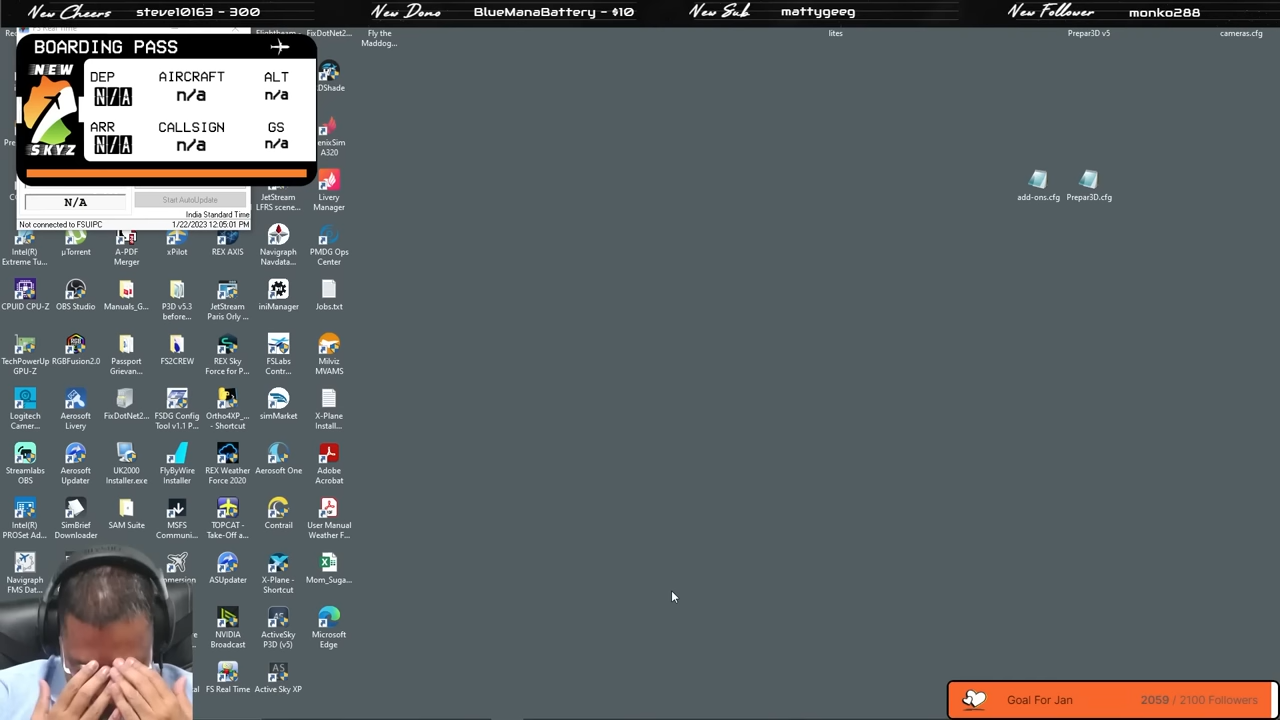 New Cheers steve10163 - 300 New Dono BlueManaBattery - $10 New Sub mattygeeg New Follower monko288
FixDotNet2...
Fly the
Maddog...
lites
Prepar3D v5
cameras.cfg
BOARDING PASS
NEW
SKYZ
DEP AIRCRAFT ALT
N/A n/a n/a
ARR CALLSIGN GS
N/A n/a n/a
N/A
Start AutoUpdate
India Standard Time
Not connected to FSUIPC 1/22/2023 12:05:01 PM
A320
JetStream
LFRS scene...
Livery
Manager
add-ons.cfg
Prepar3D.cfg
Intel(R)
Extreme Tu...
µTorrent
A-PDF
Merger
xPilot
REX AXIS
Navigraph
Navdata...
PMDG Ops
Center
CPUID CPU-Z
OBS Studio
Manuals_G...
P3D v5.3
before...
JetStream
Paris Orly ...
iniManager
Jobs.txt
TechPowerUp
GPU-Z
RGBFusion2.0
Passport
Grievan...
FS2CREW
REX Sky
Force for P...
FSLabs
Contr...
Milviz
MVAMS
Logitech
Camer...
Aerosoft
Livery
FixDotNet2...
FSDG Config
Tool v1.1 P...
Ortho4XP_...
- Shortcut
simMarket
X-Plane
Install...
Streamlabs
OBS
Aerosoft
Updater
UK2000
Installer.exe
FlyByWire
Installer
REX Weather
Force 2020
Aerosoft One
Adobe
Acrobat
Intel(R)
PROSet Ad...
SimBrief
Downloader
SAM Suite
MSFS
Communi...
TOPCAT -
Take-Off a...
Contrail
User Manual
Weather F...
Navigraph
FMS Dat...
ASUpdater
X-Plane -
Shortcut
Mom_Suga...
NVIDIA
Broadcast
ActiveSky
P3D (v5)
Microsoft
Edge
FS Real Time
AS
Active Sky XP
Goal For Jan 2059 / 2100 Followers